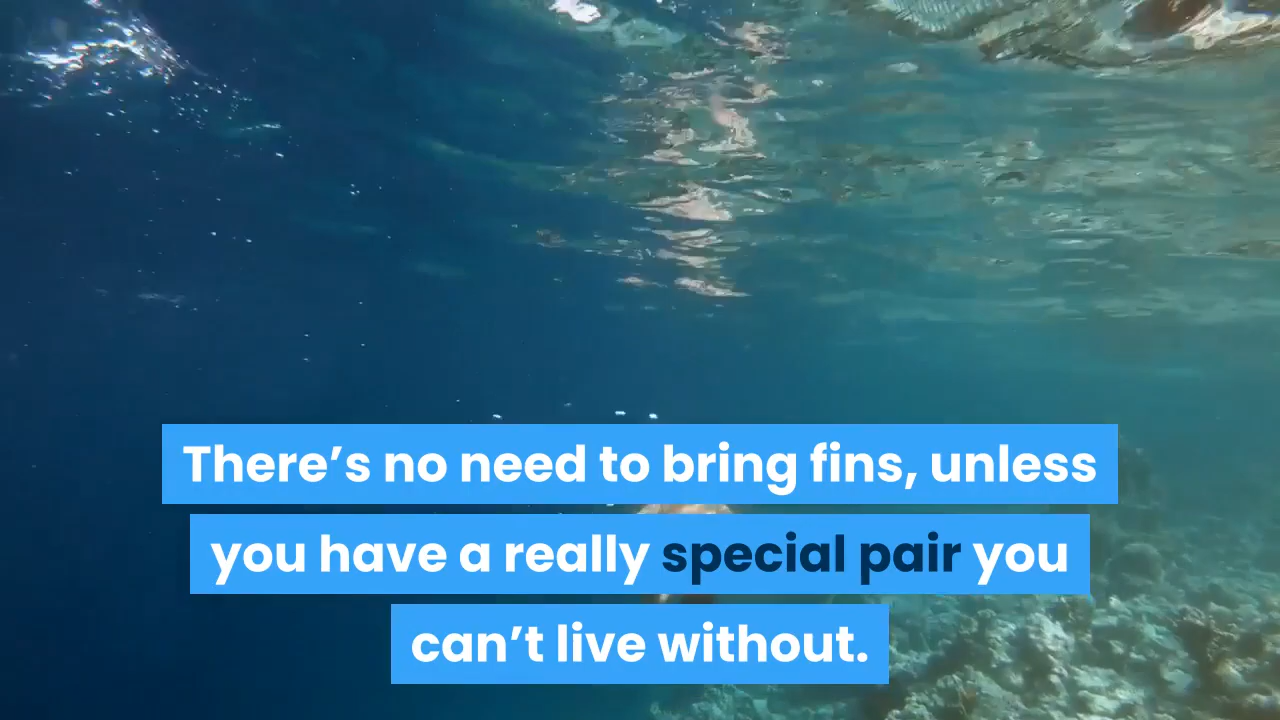 There’s no need to bring fins, unless
you have a really special pair you
can’t live without.